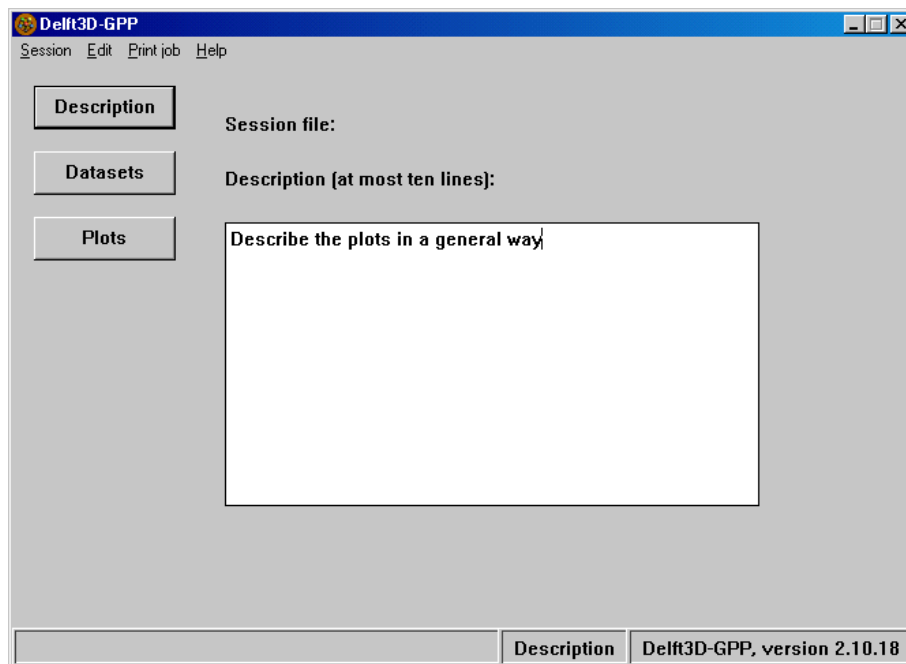 Delft3D-GPP
Session Edit Print job Help
Description
Session file:
Datasets
Description (at most ten lines):
Plots
Describe the plots in a general way
Description Delft3D-GPP, version 2.10.18